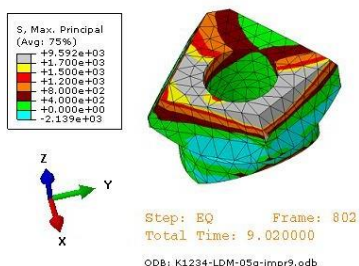 S, Max. Principal
(Avg: 75%)
+9.592e+03
+1.700e+03
+1.500e+03
+1.200e+03
+8.000e+02
+4.000e+02
+0.000e+00
-2.139e+03
Z
Y
X
Step: EQ Frame: 802
Total Time: 9.020000
ODB: K1234-LDM-05g-impr9.odb